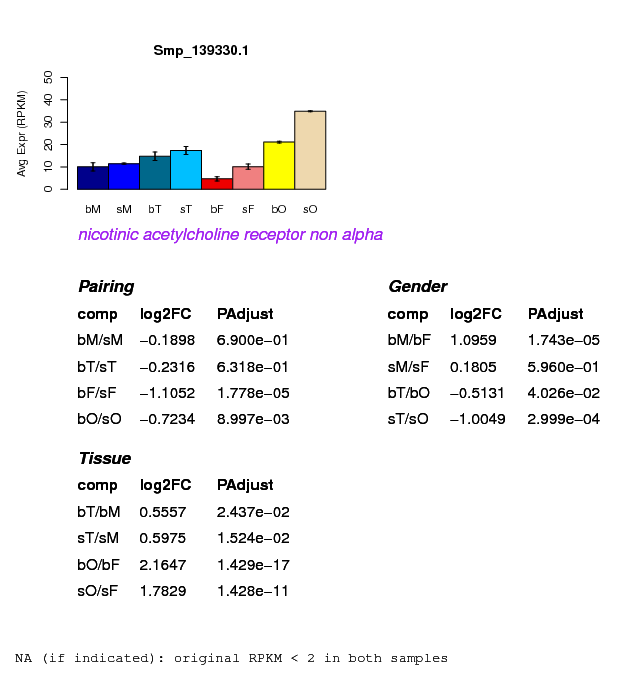 Smp_139330.1
Avg Expr (RPKM)
0 10 20 30 40 50
bM sM bT sT bF sF bO sO
nicotinic acetylcholine receptor non alpha
Pairing
comp log2FC PAdjust
bM/sM −0.1898 6.900e−01
bT/sT −0.2316 6.318e−01
bF/sF −1.1052 1.778e−05
bO/sO −0.7234 8.997e−03
Gender
comp log2FC PAdjust
bM/bF 1.0959 1.743e−05
sM/sF 0.1805 5.960e−01
bT/bO −0.5131 4.026e−02
sT/sO −1.0049 2.999e−04
Tissue
comp log2FC PAdjust
bT/bM 0.5557 2.437e−02
sT/sM 0.5975 1.524e−02
bO/bF 2.1647 1.429e−17
sO/sF 1.7829 1.428e−11
NA (if indicated): original RPKM < 2 in both samples